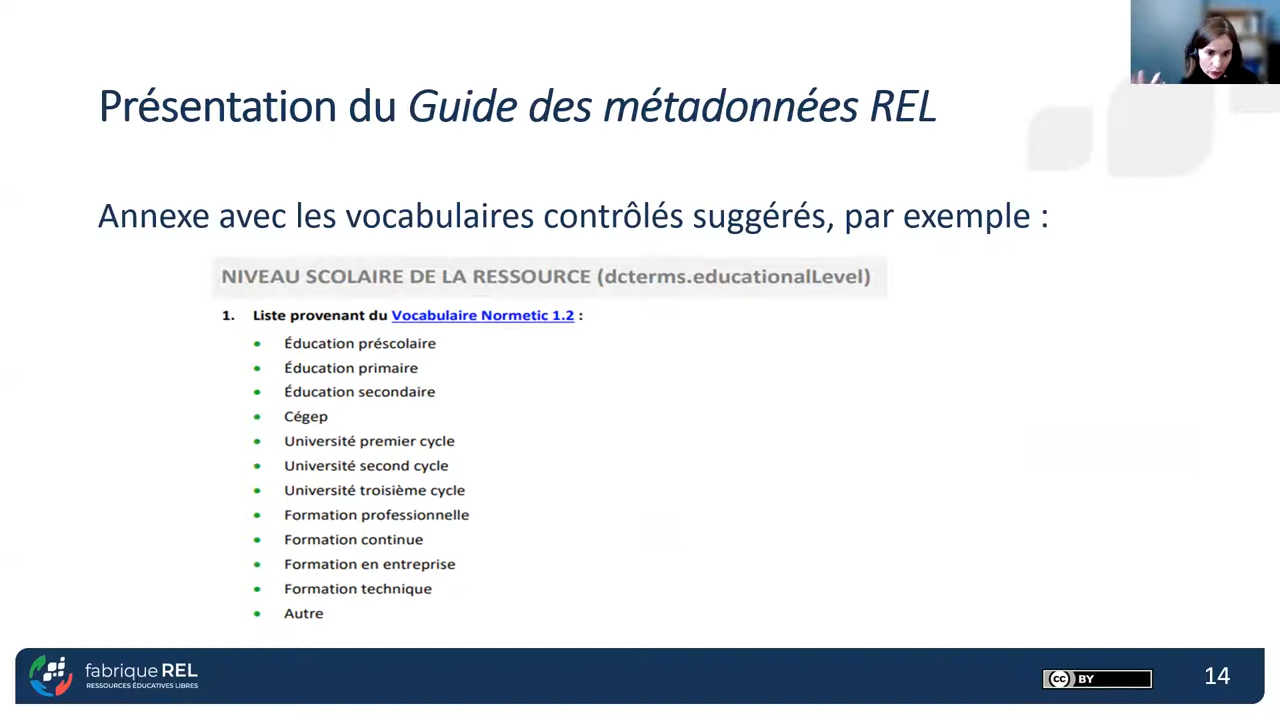 Présentation du Guide des métadonnées REL
Annexe avec les vocabulaires contrôlés suggérés, par exemple :
NIVEAU SCOLAIRE DE LA RESSOURCE (dcterms.educationalLevel)
1. Liste provenant du Vocabulaire Normetic 1.2 :
• Éducation préscolaire
• Éducation primaire
• Éducation secondaire
• Cégep
• Université premier cycle
• Université second cycle
• Université troisième cycle
• Formation professionnelle
• Formation continue
• Formation en entreprise
• Formation technique
• Autre
fabrique REL
RESSOURCES ÉDUCATIVES LIBRES
cc BY
14